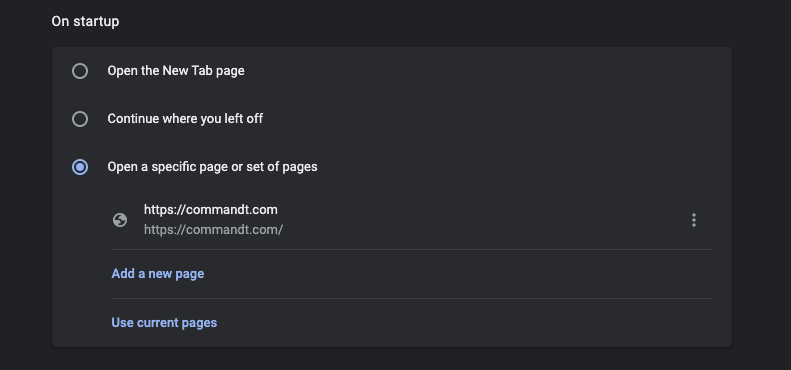 On startup
Open the New Tab page
Continue where you left off
Open a specific page or set of pages
https://commandt.com
https://commandt.com/
Add a new page
Use current pages